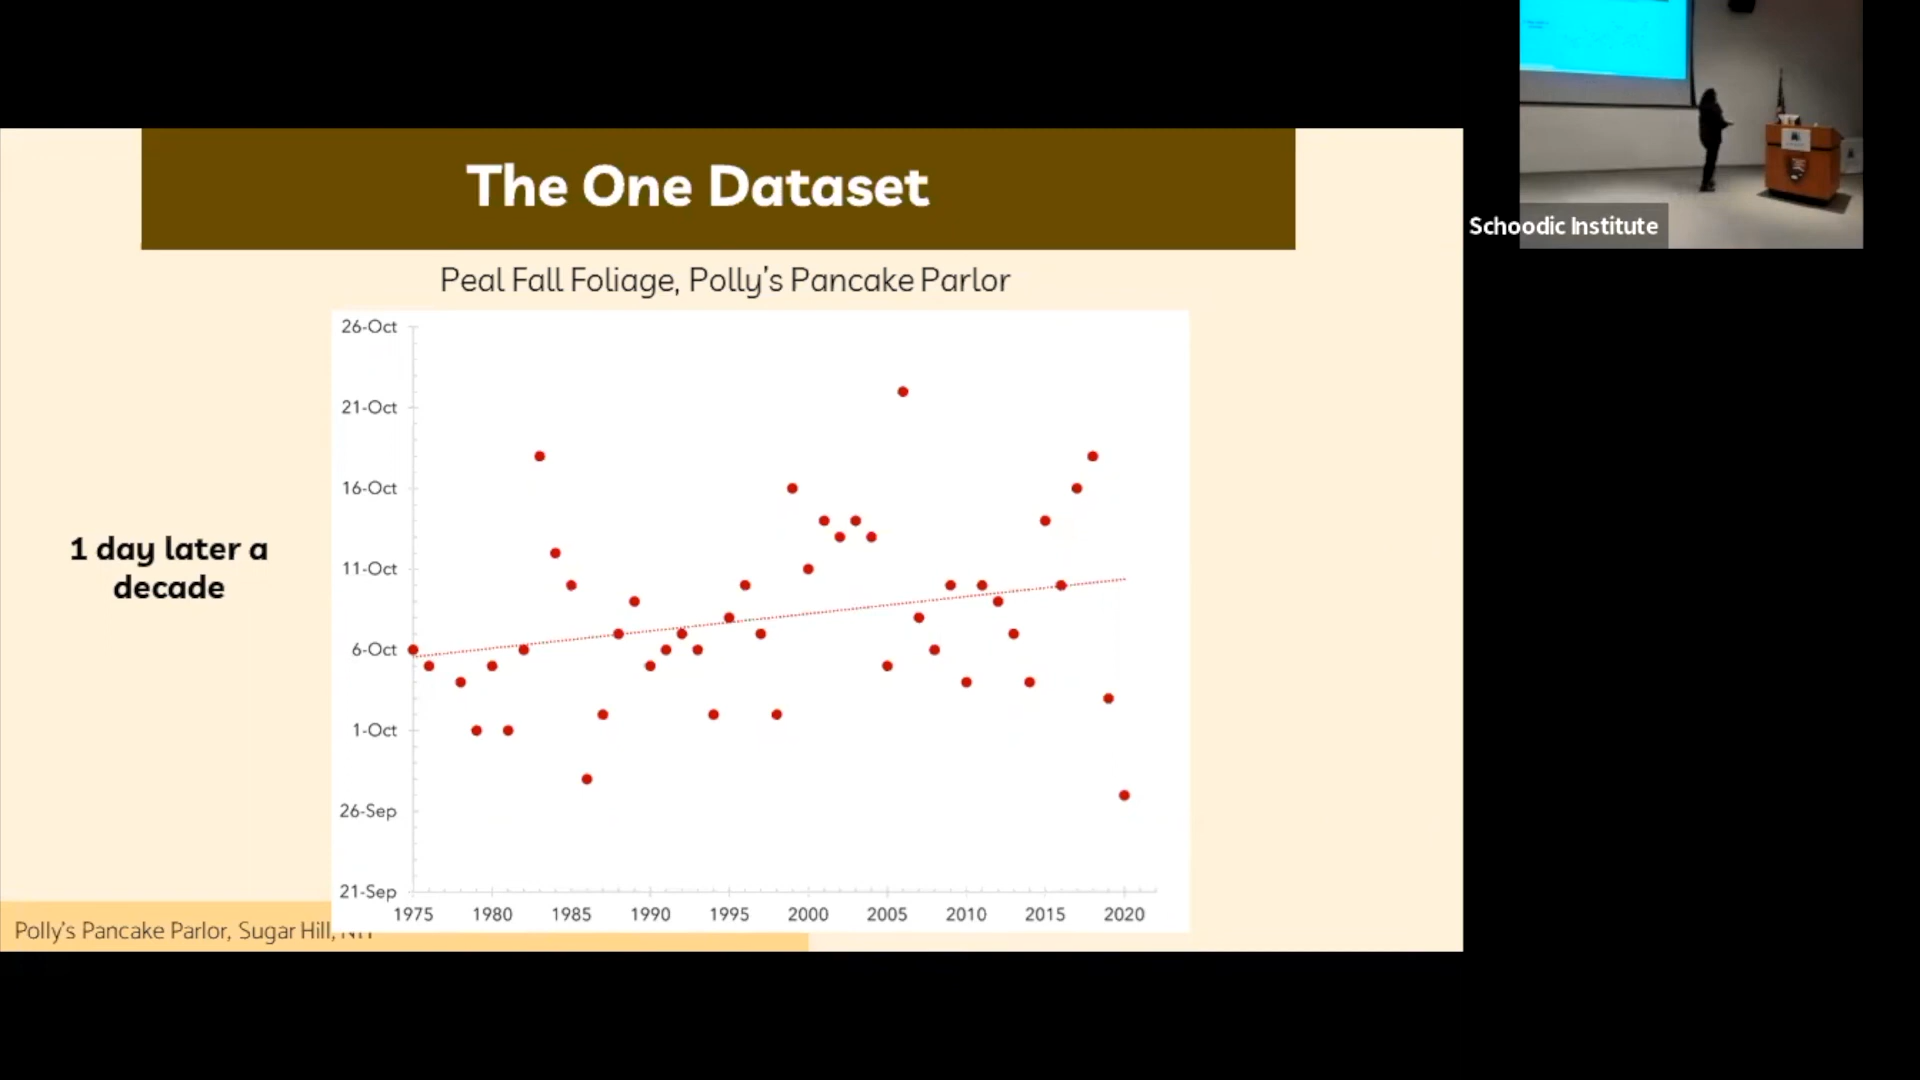 The One Dataset
Peal Fall Foliage, Polly's Pancake Parlor
Schoodic Institute
1 day later a
decade
26-Oct
21-Oct
16-Oct
11-Oct
6-Oct
1-Oct
26-Sep
21-Sep
1975 1980 1985 1990 1995 2000 2005 2010 2015 2020
Polly's Pancake Parlor, Sugar Hill, NH